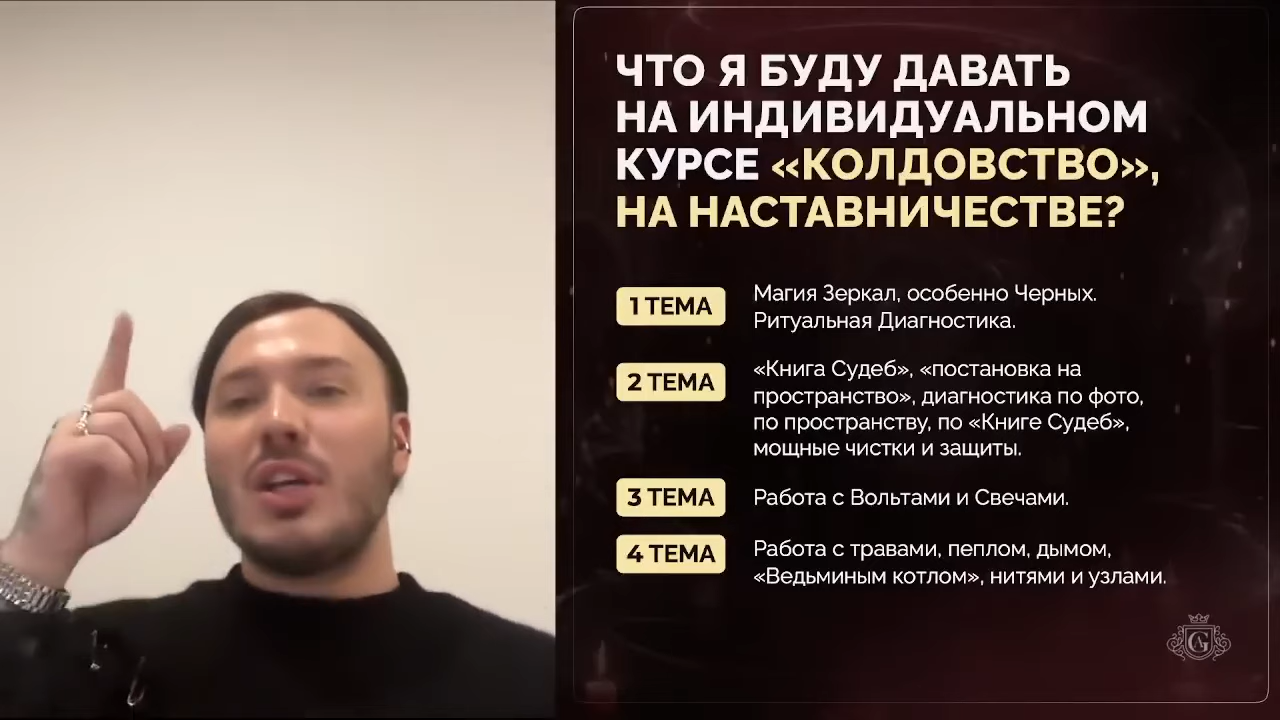 ЧТО Я БУДУ ДАВАТЬ
НА ИНДИВИДУАЛЬНОМ
КУРСЕ «КОЛДОВСТВО»,
НА НАСТАВНИЧЕСТВЕ?
1 ТЕМА
Магия Зеркал, особенно Черных.
Ритуальная Диагностика.
2 ТЕМА
«Книга Судеб», «постановка на
пространство», диагностика по фото,
по пространству, по «Книге Судеб»,
мощные чистки и защиты.
3 ТЕМА
Работа с Вольтами и Свечами.
4 ТЕМА
Работа с травами, пеплом, дымом,
«Ведьминым котлом», нитями и узлами.